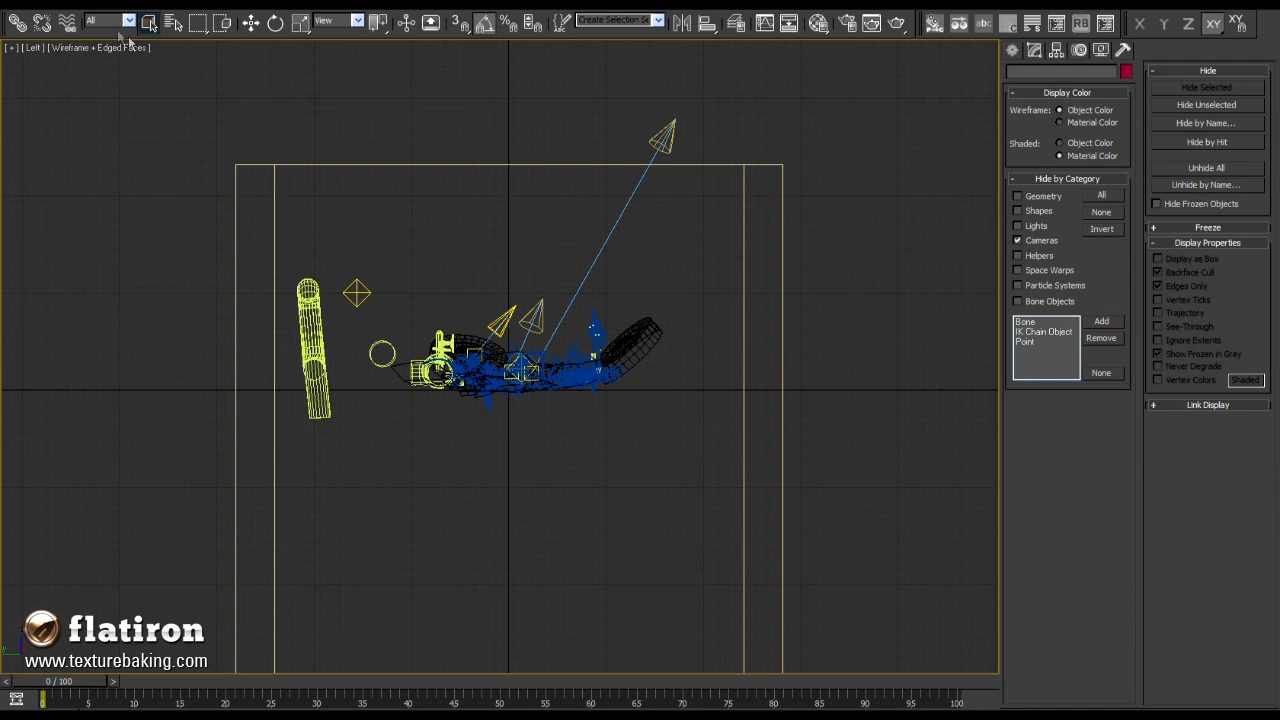 All
View
3
%
Create Selection Se
abc
RB
X Y Z XY XY
[ + ] [ Left ] [ Wireframe + Edged Faces ]
Display Color
Wireframe: Object Color
Material Color
Shaded: Object Color
Material Color
Hide by Category
Geometry All
Shapes None
Lights Invert
Cameras
Helpers
Space Warps
Particle Systems
Bone Objects
Bone Add
IK Chain Object Remove
Point
None
Hide
Hide Selected
Hide Unselected
Hide by Name...
Hide by Hit
Unhide All
Unhide by Name...
Hide Frozen Objects
Freeze
Display Properties
Display as Box
Backface Cull
Edges Only
Vertex Ticks
Trajectory
See-Through
Ignore Extents
Show Frozen in Gray
Never Degrade
Vertex Colors Shaded
Link Display
flatiron
www.texturebaking.com
y
< 0 / 100 >
0 5 10 15 20 25 30 35 40 45 50 55 60 65 70 75 80 85 90 95 100